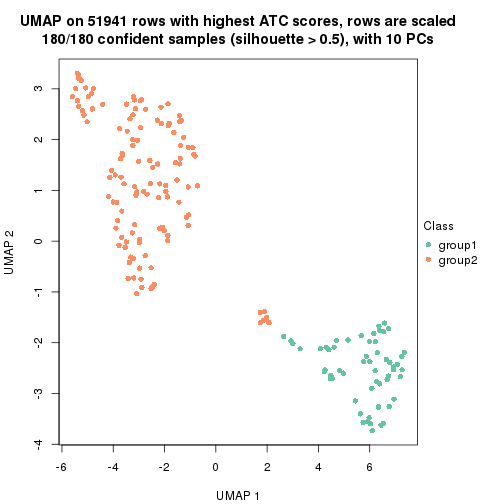 UMAP on 51941 rows with highest ATC scores, rows are scaled
180/180 confident samples (silhouette > 0.5), with 10 PCs
3
2
1
0
-1
-2
-3
-4
UMAP 2
-6
-4
-2
0
2
4
6
UMAP 1
Class
group1
group2